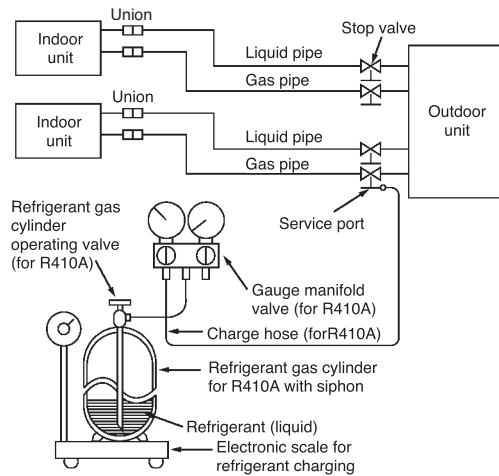 Union
Stop valve
Indoor
unit
Liquid pipe
Gas pipe
Union
Indoor
unit
Liquid pipe
Gas pipe
Outdoor
unit
Service port
Refrigerant gas
cylinder
operating valve
(for R410A)
Gauge manifold
valve (for R410A)
Charge hose (forR410A)
Refrigerant gas cylinder
for R410A with siphon
Refrigerant (liquid)
Electronic scale for
refrigerant charging